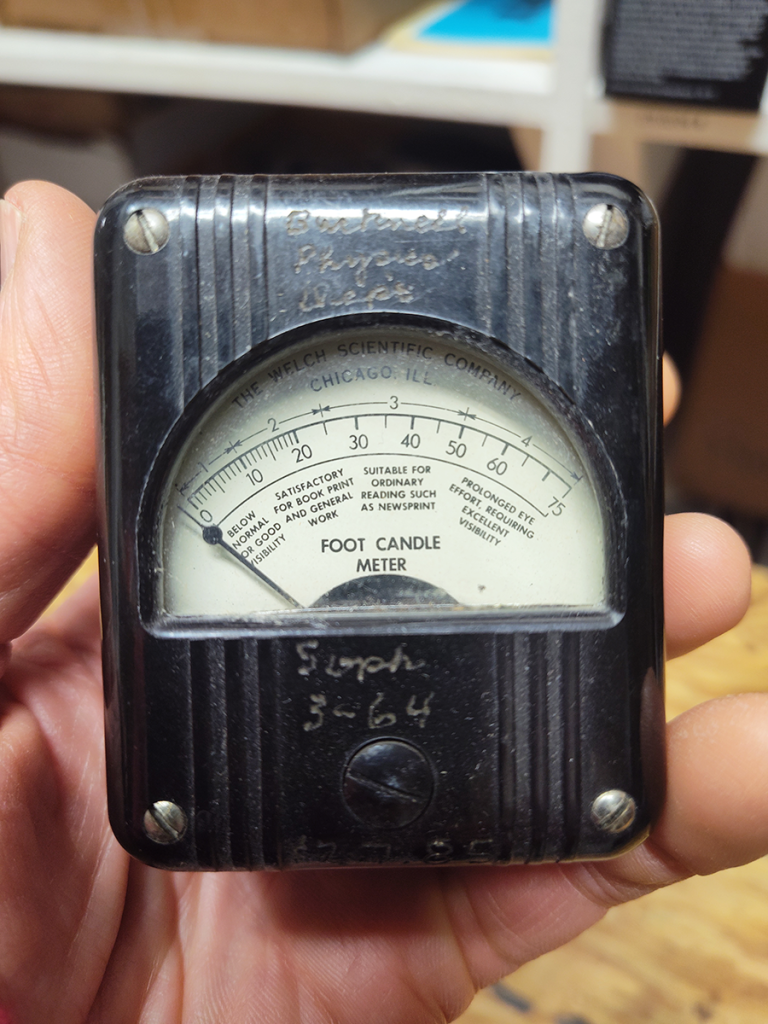 Bucknell
Physics
Dept
THE WELCH SCIENTIFIC COMPANY
CHICAGO, ILL
1 2 3 4
0 10 20 30 40 50 60 75
BELOW
NORMAL
FOR GOOD
VISIBILITY
SATISFACTORY
FOR BOOK PRINT
AND GENERAL
WORK
SUITABLE FOR
ORDINARY
READING SUCH
AS NEWSPRINT
PROLONGED EYE
EFFORT, REQUIRING
EXCELLENT
VISIBILITY
FOOT CANDLE
METER
3-64